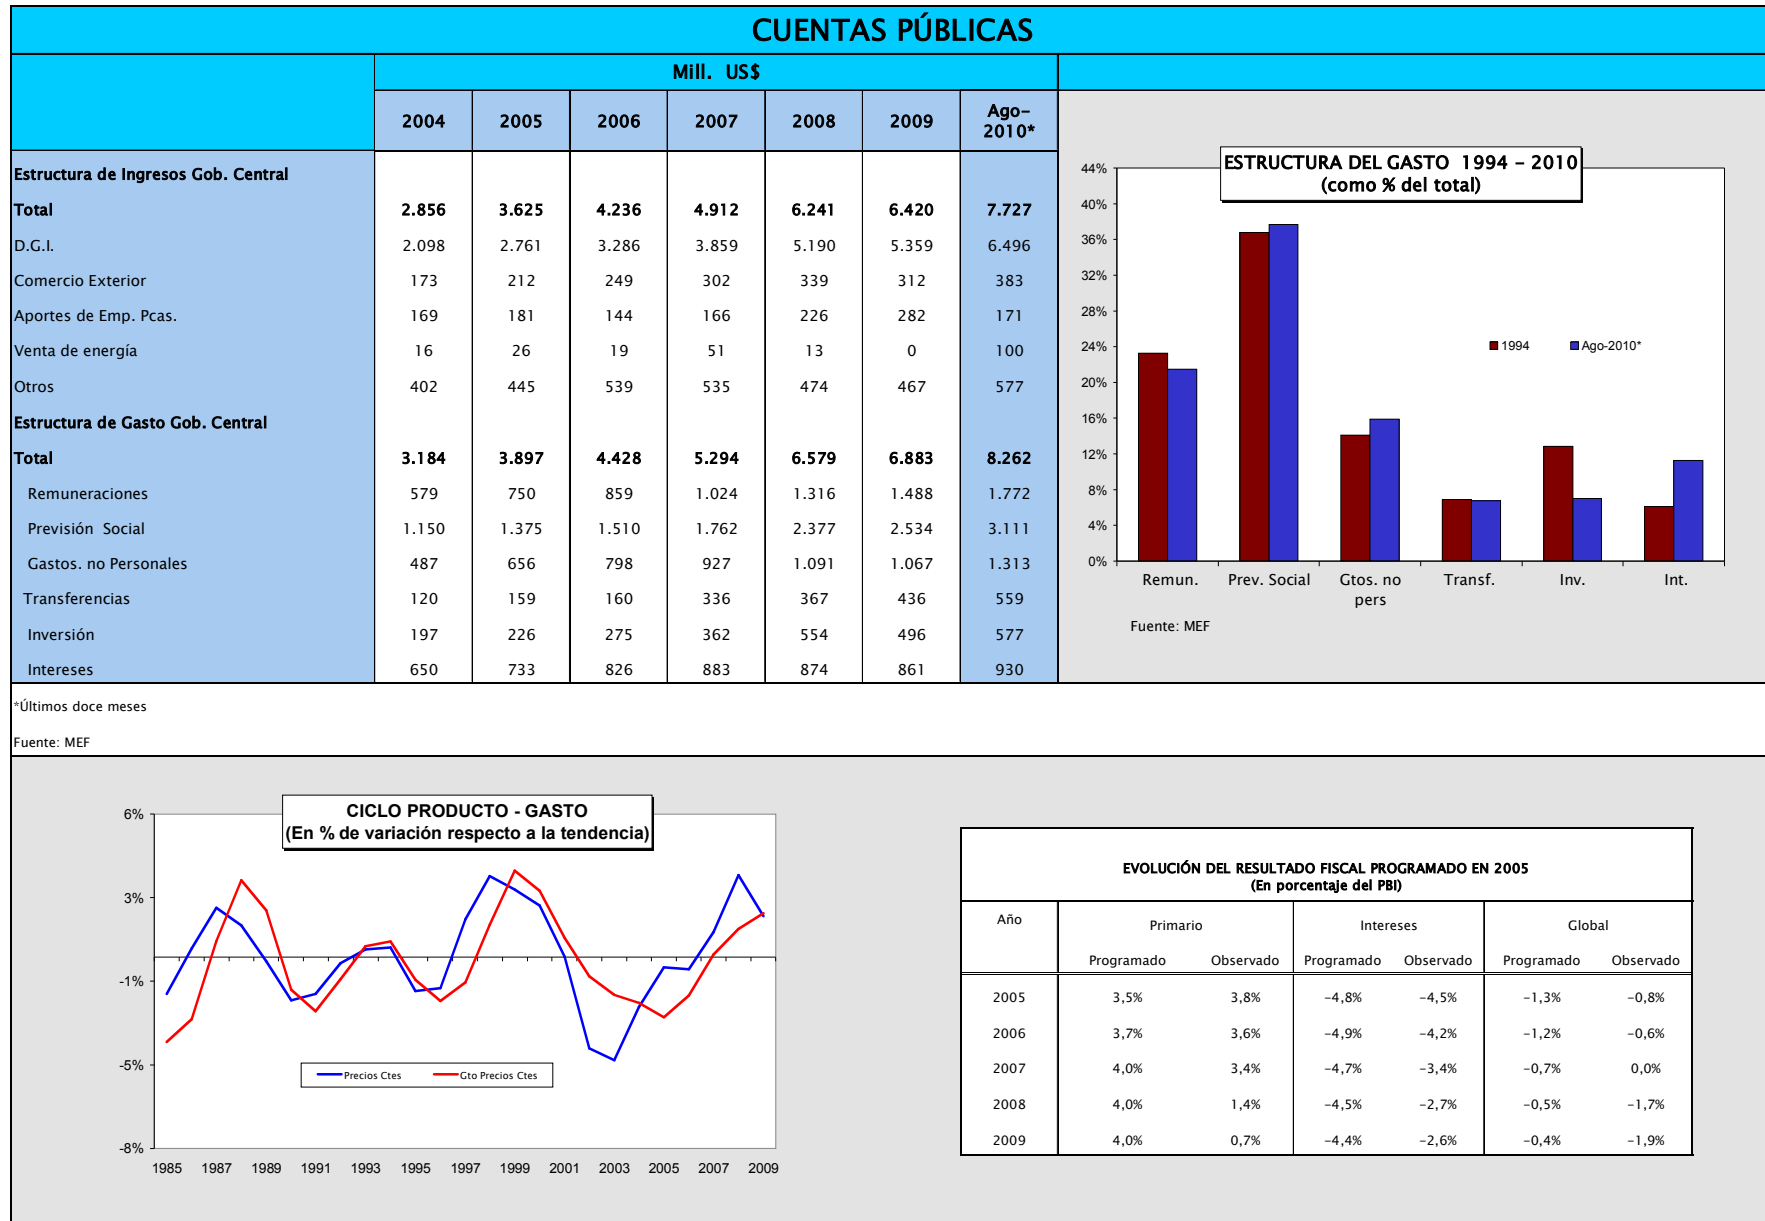 CUENTAS PÚBLICAS
Mill. US$
2004 2005 2006 2007 2008 2009 Ago-2010*
Estructura de Ingresos Gob. Central
Total 2.856 3.625 4.236 4.912 6.241 6.420 7.727
D.G.I. 2.098 2.761 3.286 3.859 5.190 5.359 6.496
Comercio Exterior 173 212 249 302 339 312 383
Aportes de Emp. Pcas. 169 181 144 166 226 282 171
Venta de energía 16 26 19 51 13 0 100
Otros 402 445 539 535 474 467 577
Estructura de Gasto Gob. Central
Total 3.184 3.897 4.428 5.294 6.579 6.883 8.262
Remuneraciones 579 750 859 1.024 1.316 1.488 1.772
Previsión Social 1.150 1.375 1.510 1.762 2.377 2.534 3.111
Gastos. no Personales 487 656 798 927 1.091 1.067 1.313
Transferencias 120 159 160 336 367 436 559
Inversión 197 226 275 362 554 496 577
Intereses 650 733 826 883 874 861 930
*Últimos doce meses
Fuente: MEF
ESTRUCTURA DEL GASTO 1994 - 2010
(como % del total)
44%
40%
36%
32%
28%
24%
20%
16%
12%
8%
4%
0%
1994 Ago-2010*
Remun. Prev. Social Gtos. no pers Transf. Inv. Int.
Fuente: MEF
CICLO PRODUCTO - GASTO
(En % de variación respecto a la tendencia)
6%
3%
-1%
-5%
-8%
Precios Ctes Gto Precios Ctes
1985 1987 1989 1991 1993 1995 1997 1999 2001 2003 2005 2007 2009
EVOLUCIÓN DEL RESULTADO FISCAL PROGRAMADO EN 2005
(En porcentaje del PBI)
Año Primario Intereses Global
Programado Observado Programado Observado Programado Observado
2005 3,5% 3,8% -4,8% -4,5% -1,3% -0,8%
2006 3,7% 3,6% -4,9% -4,2% -1,2% -0,6%
2007 4,0% 3,4% -4,7% -3,4% -0,7% 0,0%
2008 4,0% 1,4% -4,5% -2,7% -0,5% -1,7%
2009 4,0% 0,7% -4,4% -2,6% -0,4% -1,9%